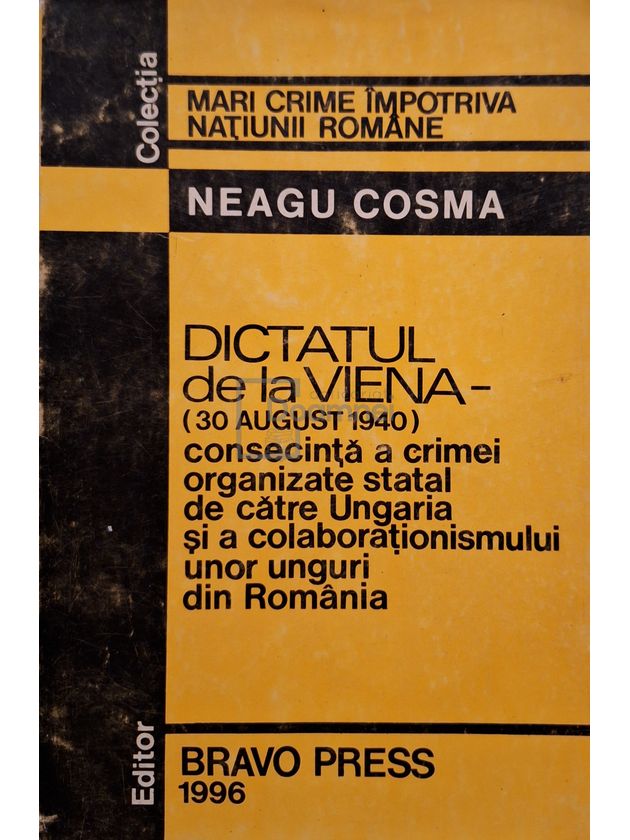 Colecția
MARI CRIME ÎMPOTRIVA
NAȚIUNII ROMÂNE
NEAGU COSMA
DICTATUL
de la VIENA –
(30 AUGUST 1940)
consecință a crimei
organizate statal
de către Ungaria
și a colaboraționismului
unor unguri
din România
Editor
BRAVO PRESS
1996